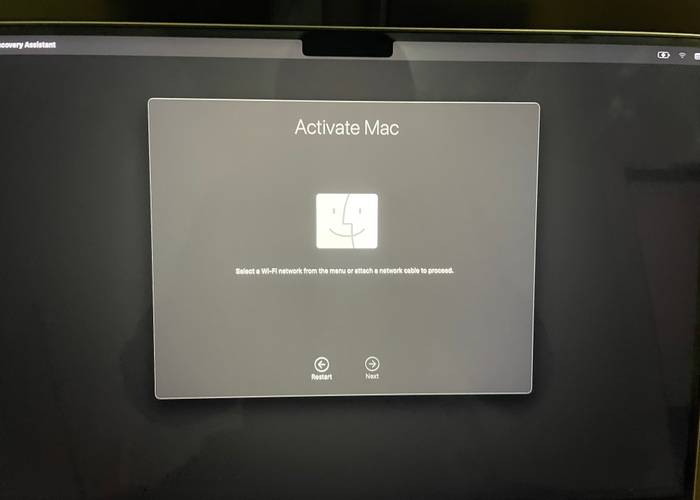 covery Assistant
Activate Mac
Select a Wi-Fi network from the menu or attach a network cable to proceed.
Restart
Next